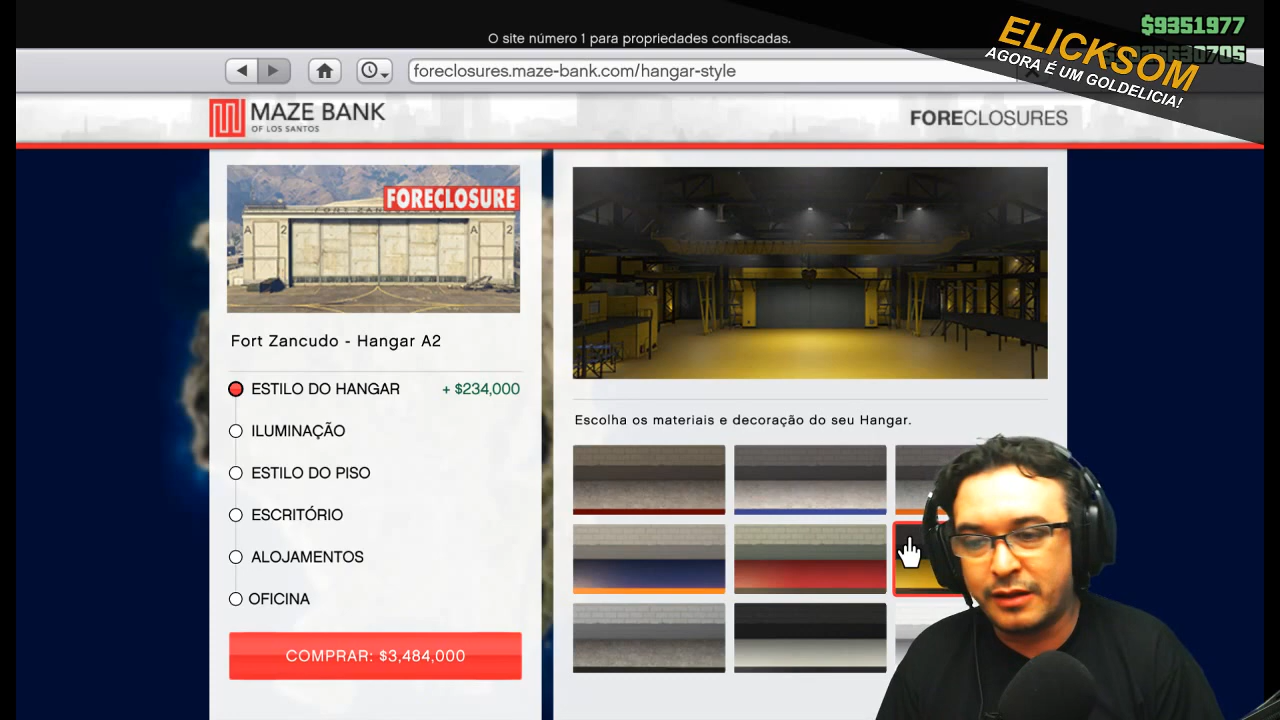 O site número 1 para propriedades confiscadas.
$9351977
ELICKSOM
AGORA É UM GOLDELICIA!
foreclosures.maze-bank.com/hangar-style
MAZE BANK
OF LOS SANTOS
FORECLOSURES
FORECLOSURE
A 2
A 2
Fort Zancudo - Hangar A2
ESTILO DO HANGAR + $234,000
ILUMINAÇÃO
ESTILO DO PISO
ESCRITÓRIO
ALOJAMENTOS
OFICINA
COMPRAR: $3,484,000
Escolha os materiais e decoração do seu Hangar.